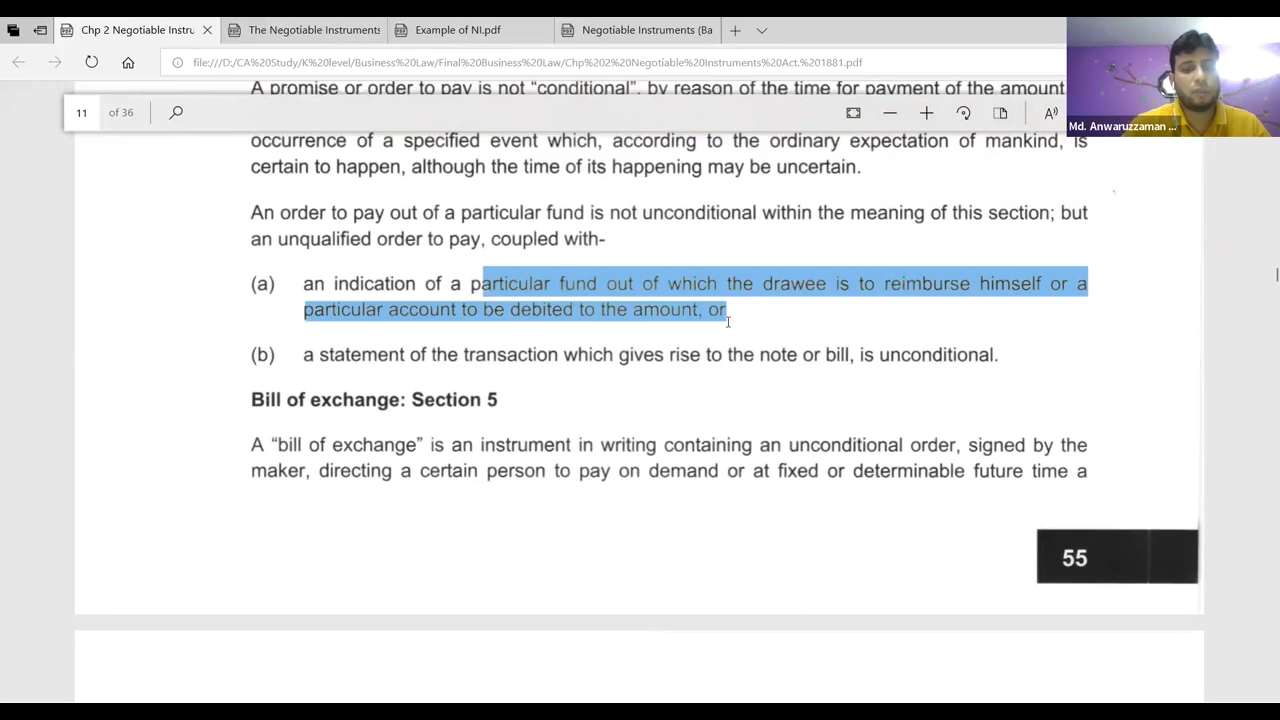 Chp 2 Negotiable Instru
The Negotiable Instruments
Example of NI.pdf
Negotiable Instruments (Ba
file:///D:/CA%20Study/K%20level/Business%20Law/Final%20Business%20Law/Chp%202%20Negotiable%20Instruments%20Act,%201881.pdf
11 of 36
Md. Anwaruzzaman ...
A promise or order to pay is not “conditional”, by reason of the time for payment of the amount
occurrence of a specified event which, according to the ordinary expectation of mankind, is
certain to happen, although the time of its happening may be uncertain.
An order to pay out of a particular fund is not unconditional within the meaning of this section; but
an unqualified order to pay, coupled with-
(a) an indication of a particular fund out of which the drawee is to reimburse himself or a
particular account to be debited to the amount, or
(b) a statement of the transaction which gives rise to the note or bill, is unconditional.
Bill of exchange: Section 5
A “bill of exchange” is an instrument in writing containing an unconditional order, signed by the
maker, directing a certain person to pay on demand or at fixed or determinable future time a
55